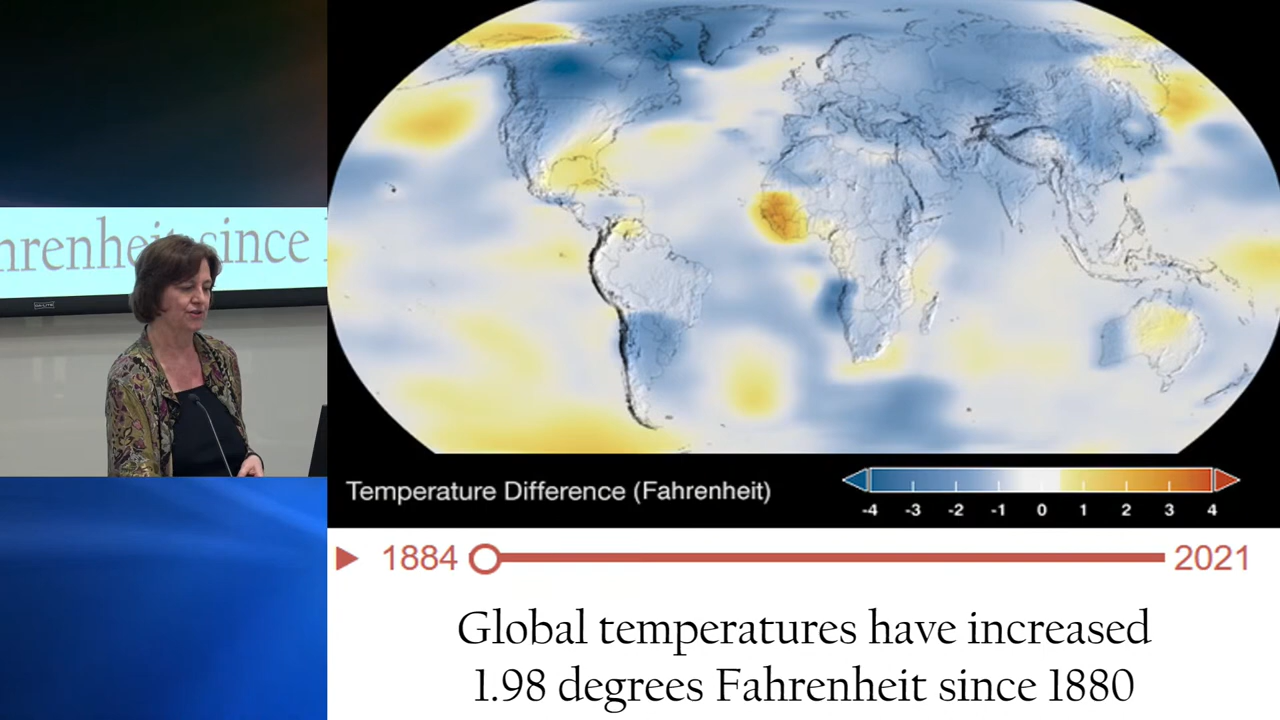 hrenheit since
Temperature Difference (Fahrenheit)
-4 -3 -2 -1 0 1 2 3 4
1884 2021
Global temperatures have increased
1.98 degrees Fahrenheit since 1880